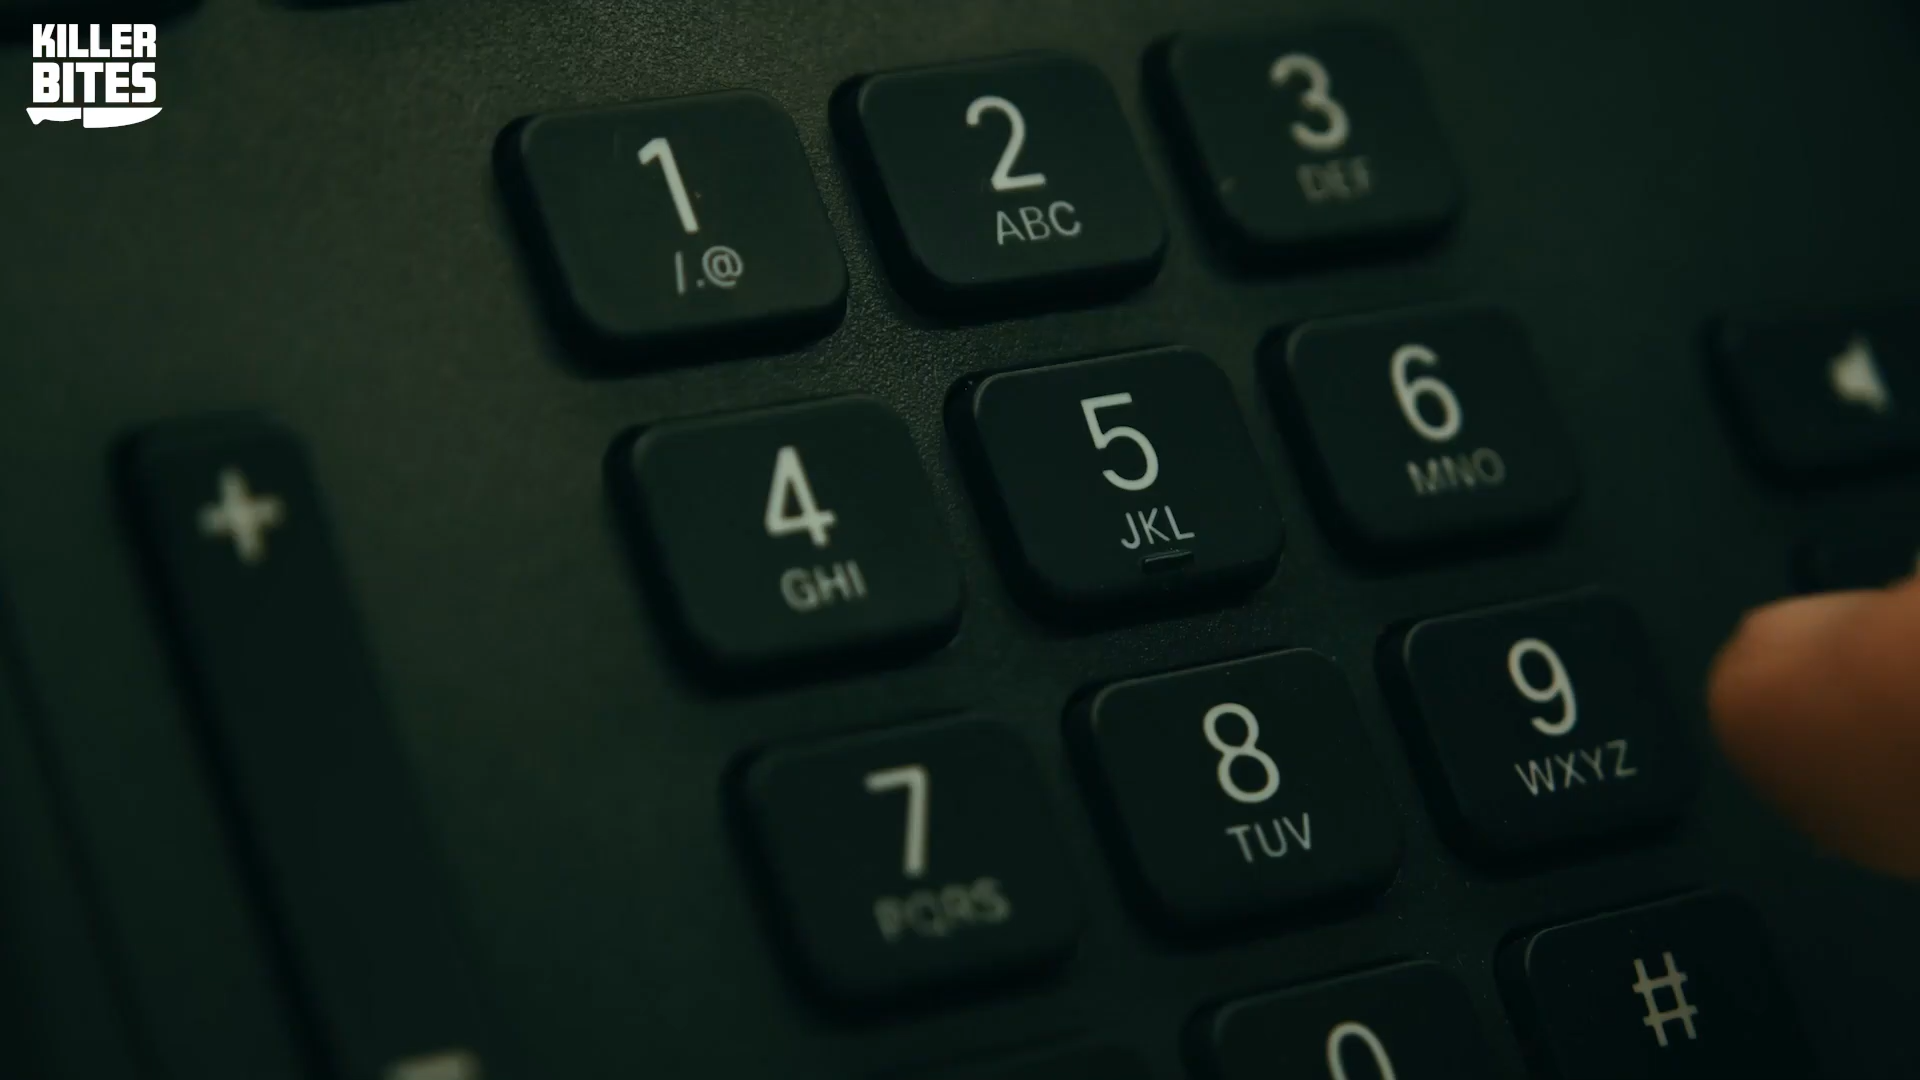 KILLER
BITES
1
/.@
2
ABC
3
DEF
4
GHI
5
JKL
6
MNO
7
PQRS
8
TUV
9
WXYZ
0
#
+